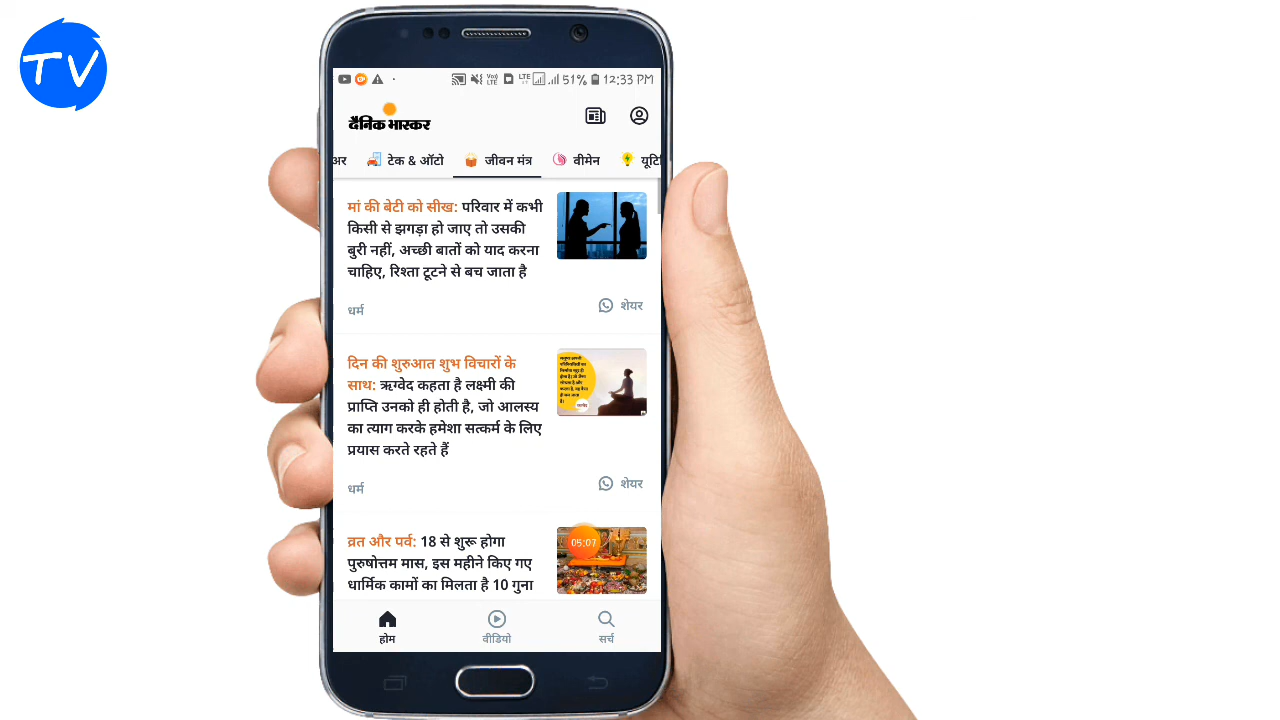 TV
51% 12:33 PM
दैनिक भास्कर
अर टेक & ऑटो जीवन मंत्र वीमेन यूटि
मां की बेटी को सीख: परिवार में कभी
किसी से झगड़ा हो जाए तो उसकी
बुरी नहीं, अच्छी बातों को याद करना
चाहिए, रिश्ता टूटने से बच जाता है
धर्म
शेयर
दिन की शुरुआत शुभ विचारों के
साथ: ऋग्वेद कहता है लक्ष्मी की
प्राप्ति उनको ही होती है, जो आलस्य
का त्याग करके हमेशा सत्कर्म के लिए
प्रयास करते रहते हैं
धर्म
शेयर
व्रत और पर्व: 18 से शुरू होगा
पुरुषोत्तम मास, इस महीने किए गए
धार्मिक कामों का मिलता है 10 गुना
05:07
होम वीडियो सर्च